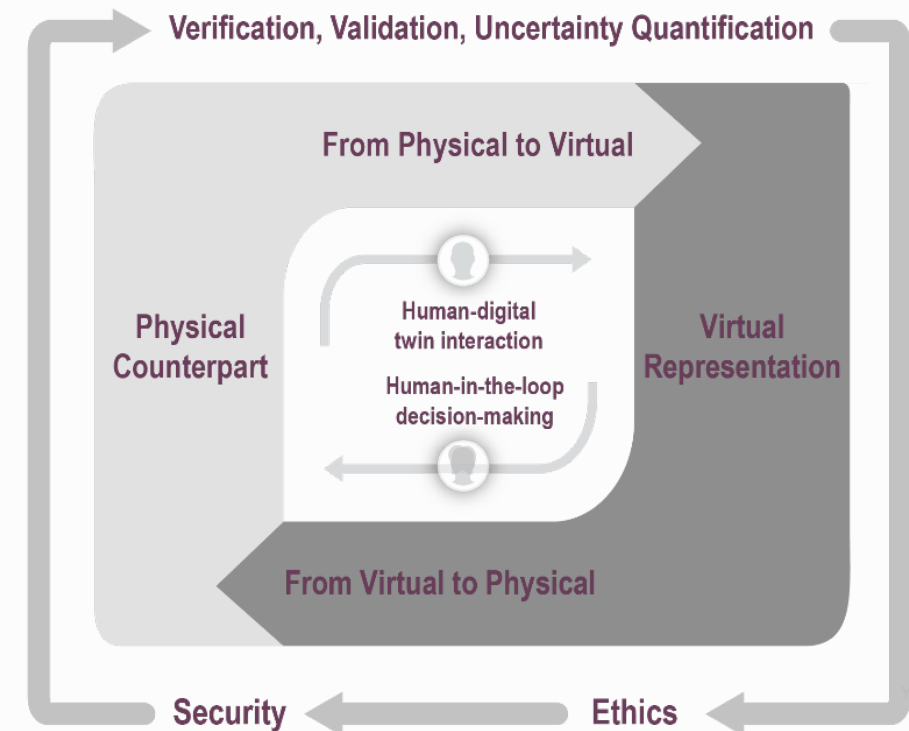 Verification, Validation, Uncertainty Quantification
From Physical to Virtual
Human-digital
twin interaction
Physical
Counterpart
Virtual
Representation
Human-in-the-loop
decision-making
From Virtual to Physical
Security
Ethics